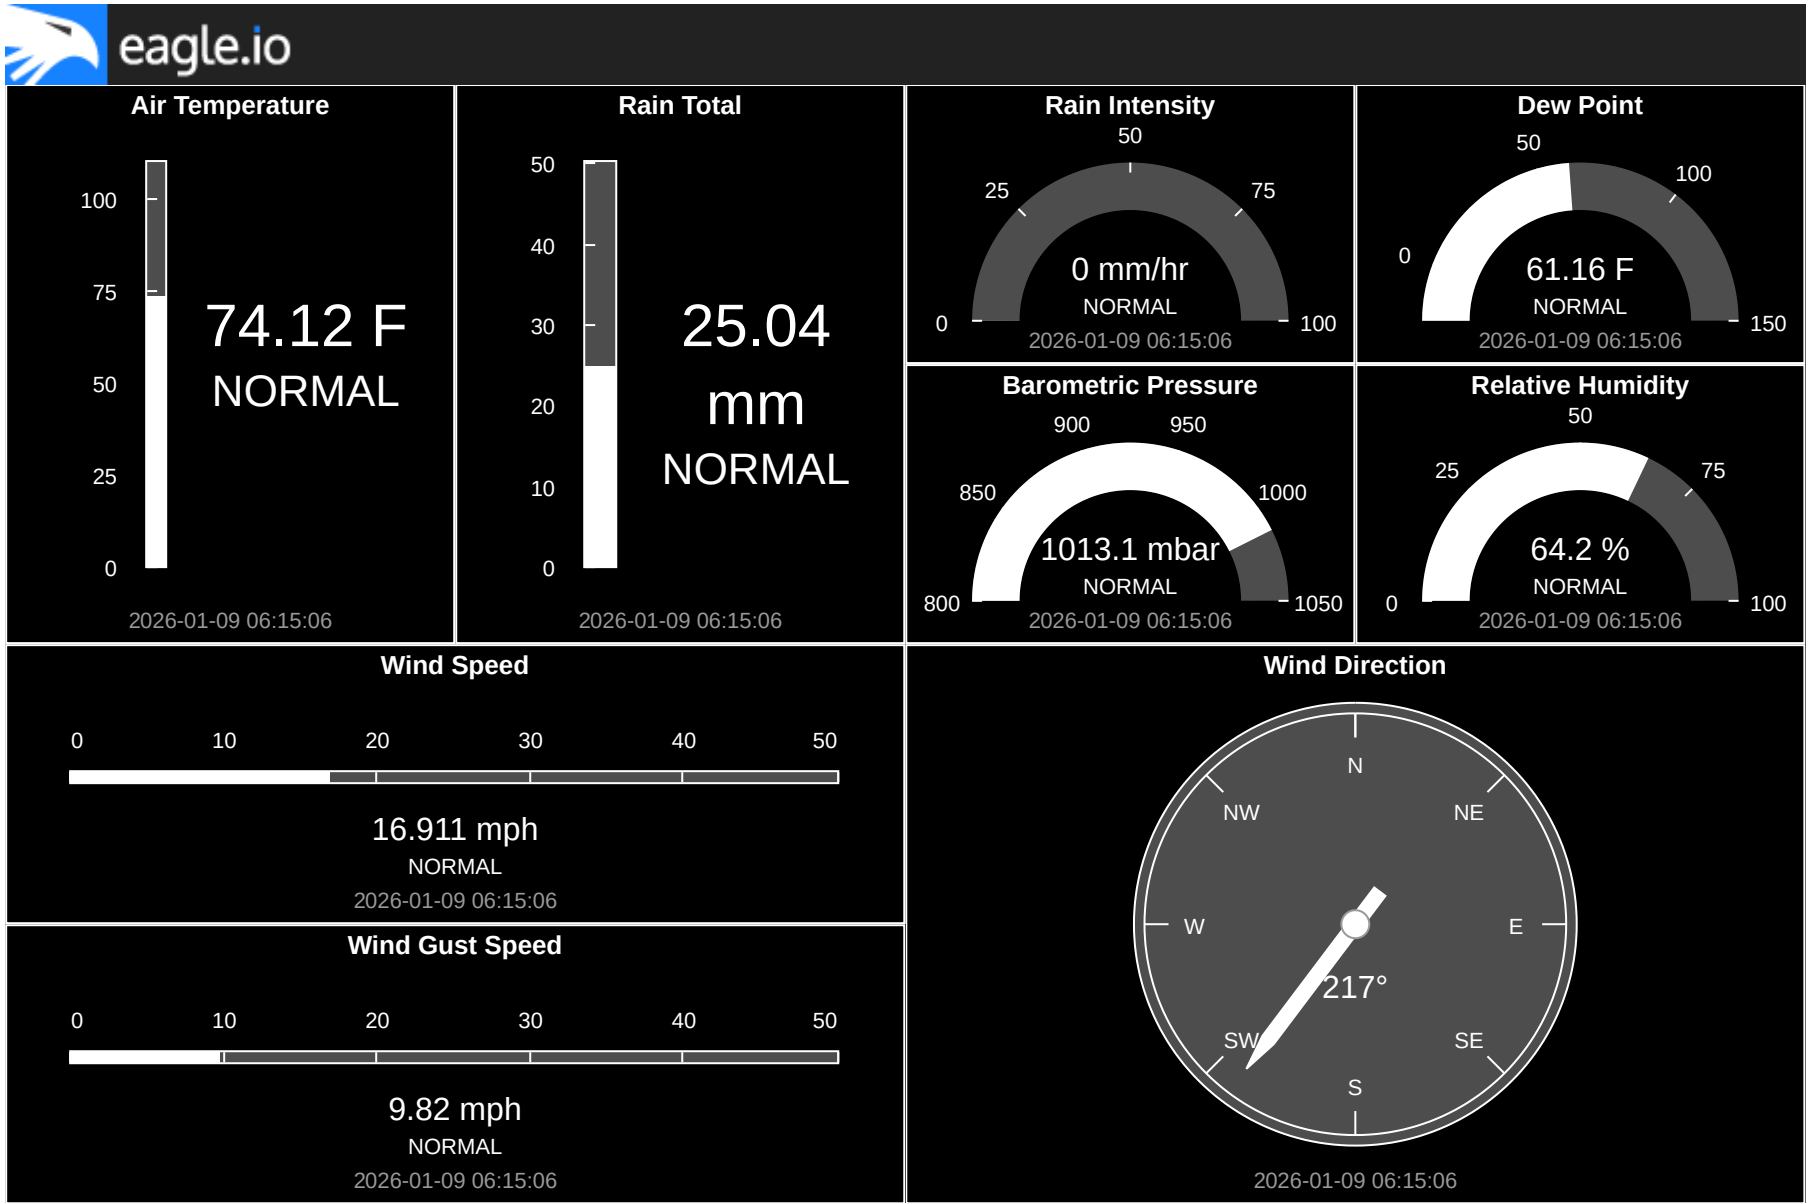 eagle.io
Air Temperature
100
75
50
25
0
74.12 F
NORMAL
2026-01-09 06:15:06
Rain Total
50
40
30
20
10
0
25.04
mm
NORMAL
2026-01-09 06:15:06
Rain Intensity
50
25
75
0
100
0 mm/hr
NORMAL
2026-01-09 06:15:06
Dew Point
50
100
0
150
61.16 F
NORMAL
2026-01-09 06:15:06
Barometric Pressure
900
950
850
1000
800
1050
1013.1 mbar
NORMAL
2026-01-09 06:15:06
Relative Humidity
50
25
75
0
100
64.2 %
NORMAL
2026-01-09 06:15:06
Wind Speed
0 10 20 30 40 50
16.911 mph
NORMAL
2026-01-09 06:15:06
Wind Gust Speed
0 10 20 30 40 50
9.82 mph
NORMAL
2026-01-09 06:15:06
Wind Direction
N
NW
NE
W
E
217°
SW
SE
S
2026-01-09 06:15:06